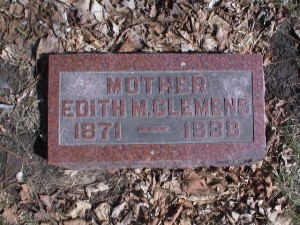 MOTHER
EDITH M. CLEMENS
1871 — 1939